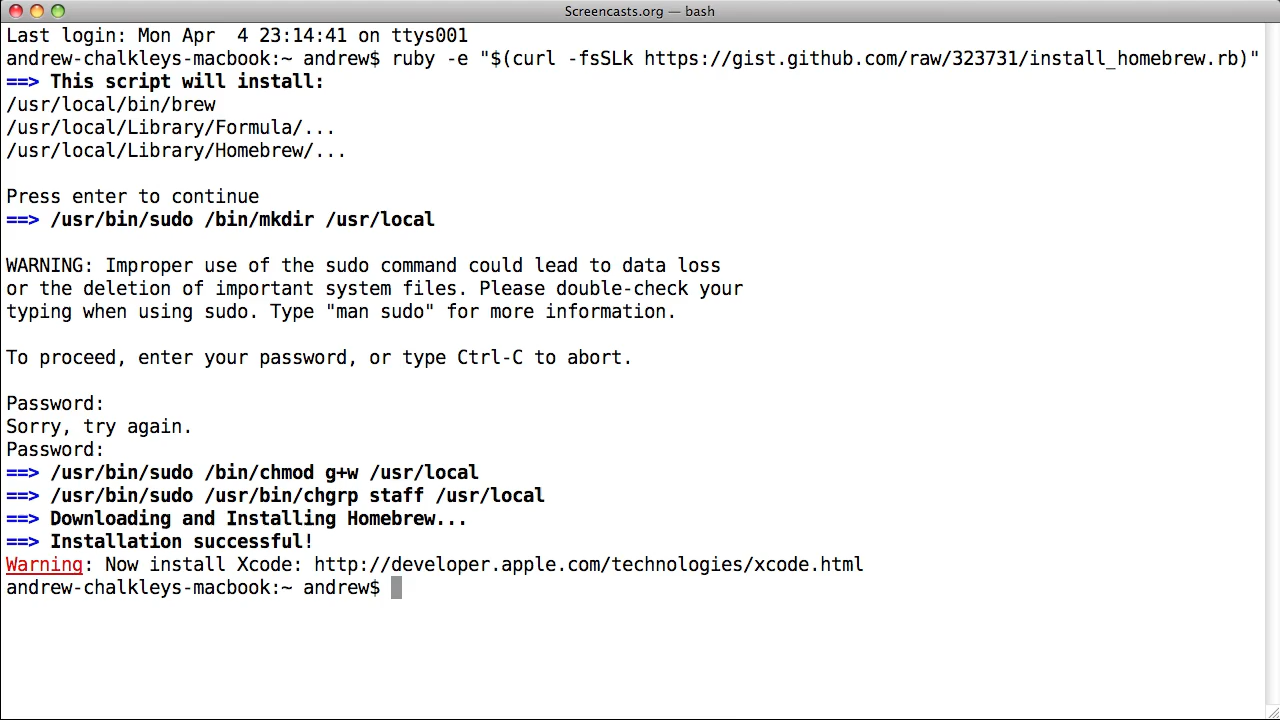 Screencasts.org — bash
Last login: Mon Apr  4 23:14:41 on ttys001
andrew-chalkleys-macbook:~ andrew$ ruby -e "$(curl -fsSLk https://gist.github.com/raw/323731/install_homebrew.rb)"
==> This script will install:
/usr/local/bin/brew
/usr/local/Library/Formula/...
/usr/local/Library/Homebrew/...
Press enter to continue
==> /usr/bin/sudo /bin/mkdir /usr/local
WARNING: Improper use of the sudo command could lead to data loss
or the deletion of important system files. Please double-check your
typing when using sudo. Type "man sudo" for more information.
To proceed, enter your password, or type Ctrl-C to abort.
Password:
Sorry, try again.
Password:
==> /usr/bin/sudo /bin/chmod g+w /usr/local
==> /usr/bin/sudo /usr/bin/chgrp staff /usr/local
==> Downloading and Installing Homebrew...
==> Installation successful!
Warning: Now install Xcode: http://developer.apple.com/technologies/xcode.html
andrew-chalkleys-macbook:~ andrew$